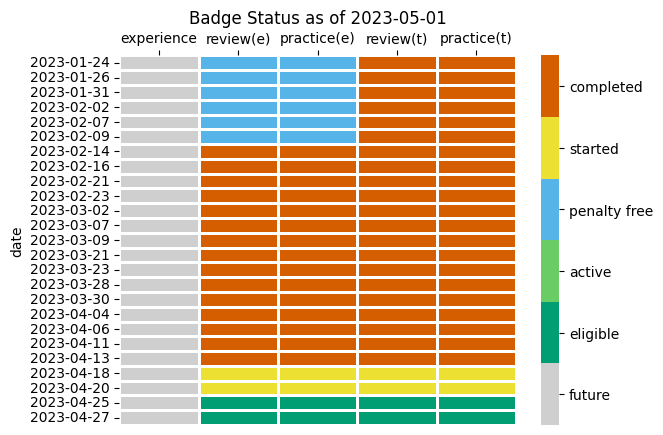 Badge Status as of 2023-05-01
experience review(e) practice(e) review(t) practice(t)
date
2023-01-24
2023-01-26
2023-01-31
2023-02-02
2023-02-07
2023-02-09
2023-02-14
2023-02-16
2023-02-21
2023-02-23
2023-03-02
2023-03-07
2023-03-09
2023-03-21
2023-03-23
2023-03-28
2023-03-30
2023-04-04
2023-04-06
2023-04-11
2023-04-13
2023-04-18
2023-04-20
2023-04-25
2023-04-27
completed
started
penalty free
active
eligible
future